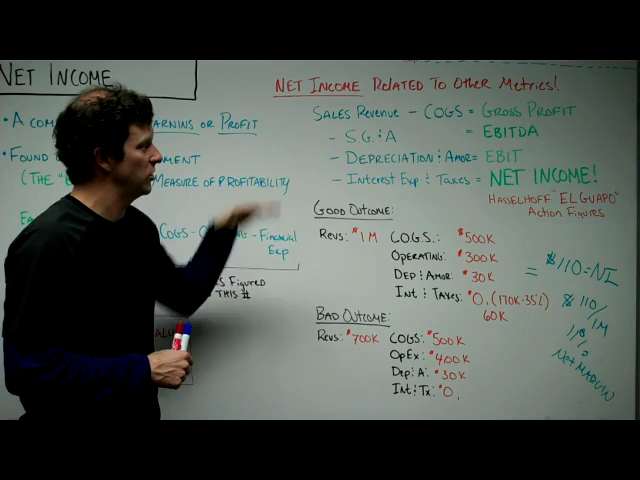 NET INCOME
• A COM EARNINS OR PROFIT
• FOUND MENT
(THE "B MEASURE OF PROFITABILITY
COGS - O NG - Financial
Exp
S Figured
THIS #
NET INCOME RELATED TO OTHER METRICS!
SALES REVENUE - COGS = GROSS PROFIT
- S.G.&A = EBITDA
- DEPRECIATION & AMOR = EBIT
- INTEREST EXP & TAXES = NET INCOME!
HASSELHOFF "EL GUAPO"
Action Figures
GOOD OUTCOME:
REVS: $1M C.O.G.S.: $500K
OPERATING: $300K
DEP & AMOR: $30K
INT & TAXES: $0, (170K·35%)
60K
= $110 = NI
$110/
1M
11%
Net MARGIN
BAD OUTCOME:
REVS: $700K COGS: $500K
OpEx: $400K
Dep & A: $30K
Int & Tx: $0,